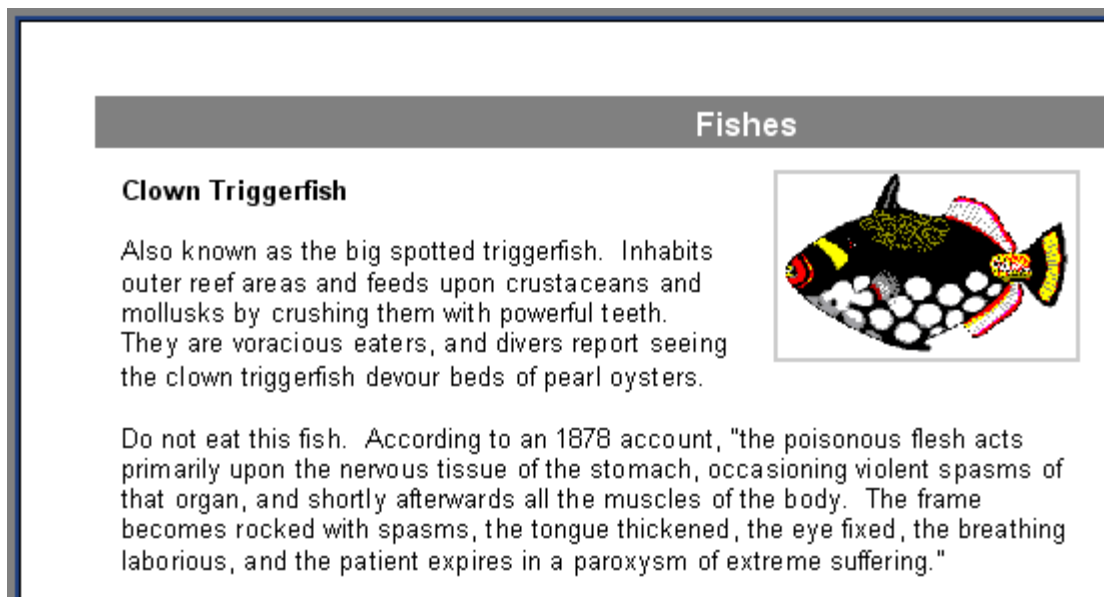 Fishes
Clown Triggerfish
Also known as the big spotted triggerfish.  Inhabits
outer reef areas and feeds upon crustaceans and
mollusks by crushing them with powerful teeth.
They are voracious eaters, and divers report seeing
the clown triggerfish devour beds of pearl oysters.
Do not eat this fish.  According to an 1878 account, "the poisonous flesh acts
primarily upon the nervous tissue of the stomach, occasioning violent spasms of
that organ, and shortly afterwards all the muscles of the body.  The frame
becomes rocked with spasms, the tongue thickened, the eye fixed, the breathing
laborious, and the patient expires in a paroxysm of extreme suffering."